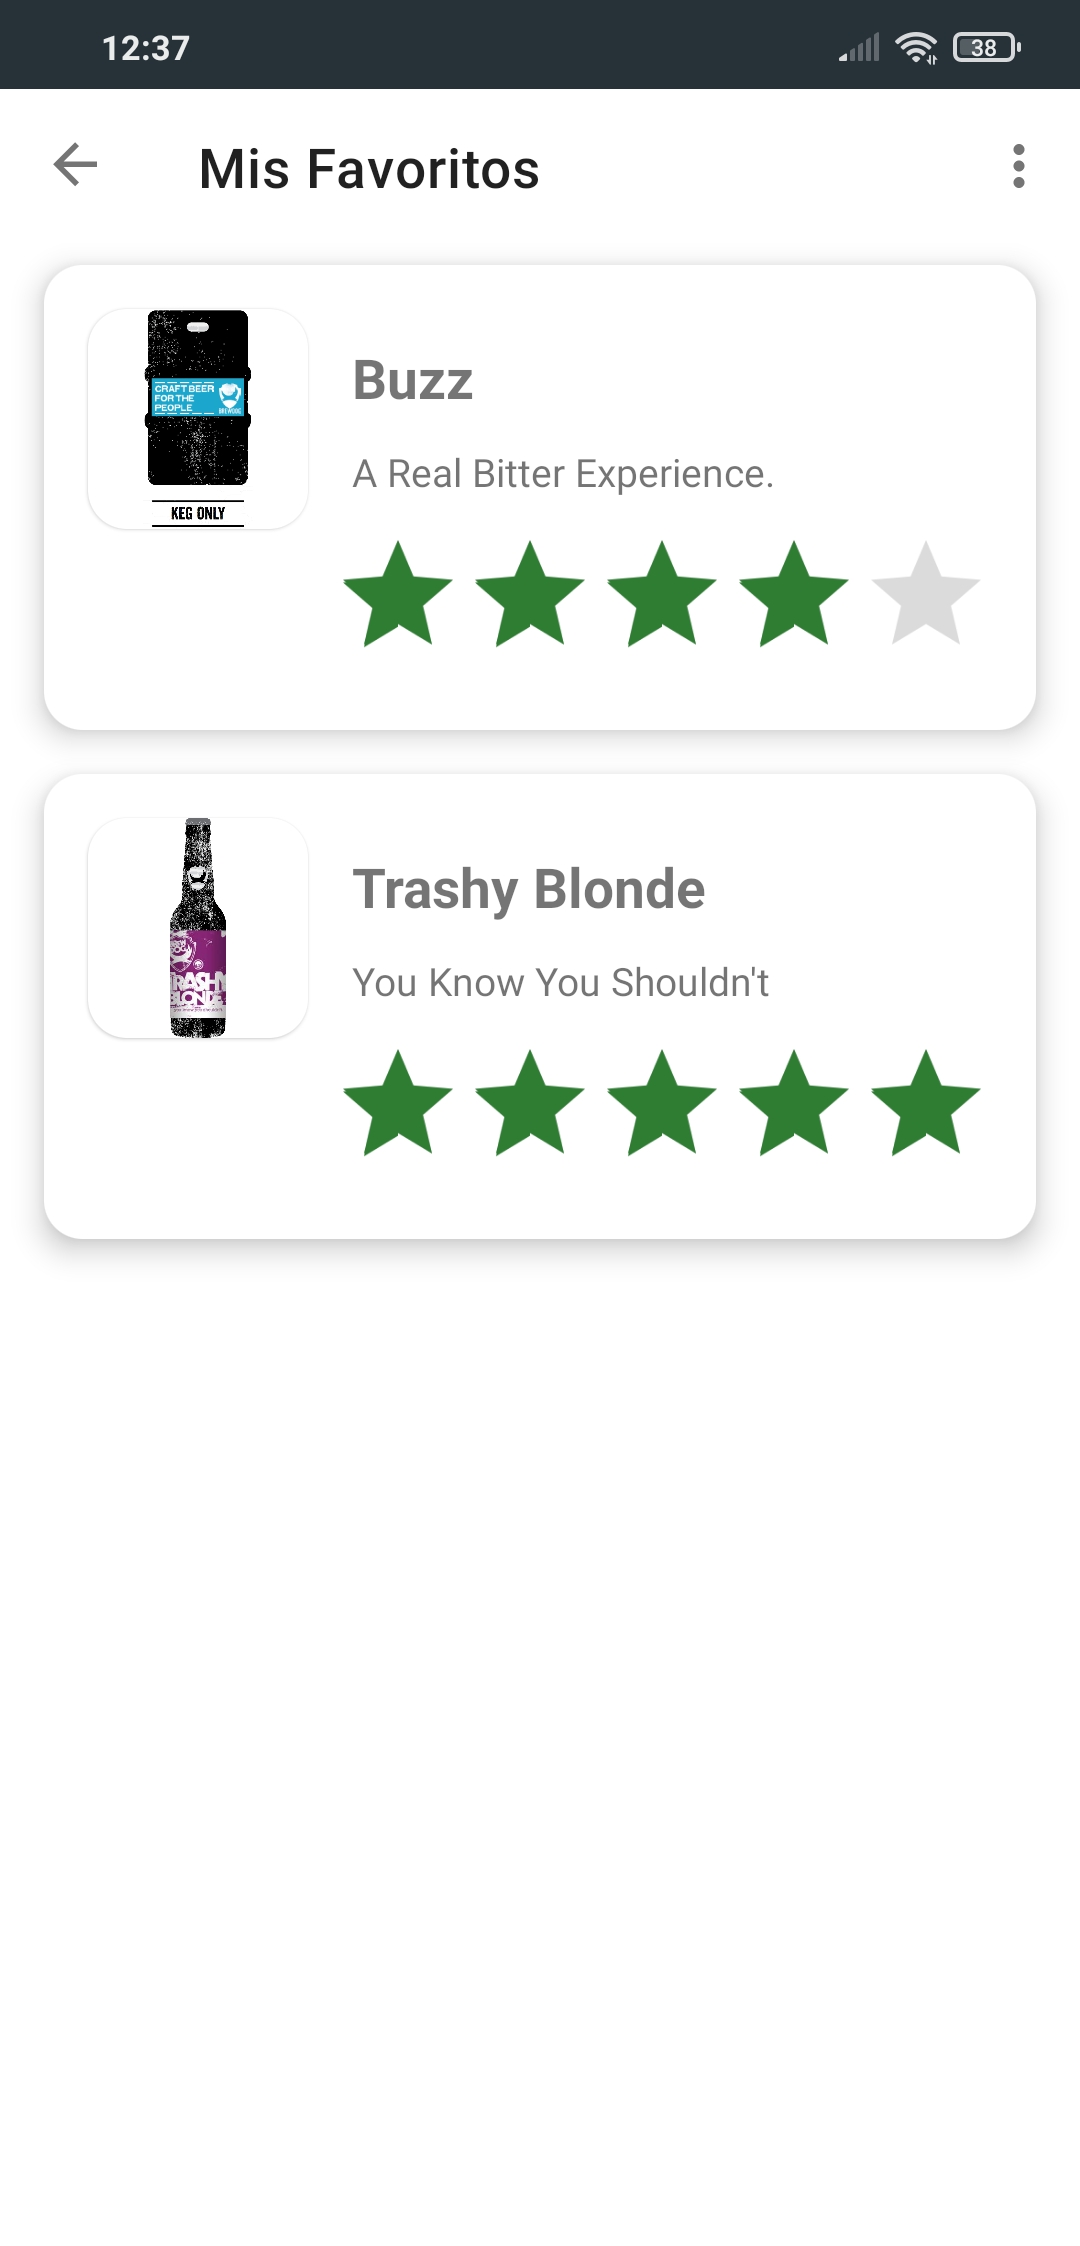 12:37
38
Mis Favoritos
CRAFT BEER
FOR THE
PEOPLE
BREWDOG
KEG ONLY
Buzz
A Real Bitter Experience.
TRASHY
BLONDE
Trashy Blonde
You Know You Shouldn't